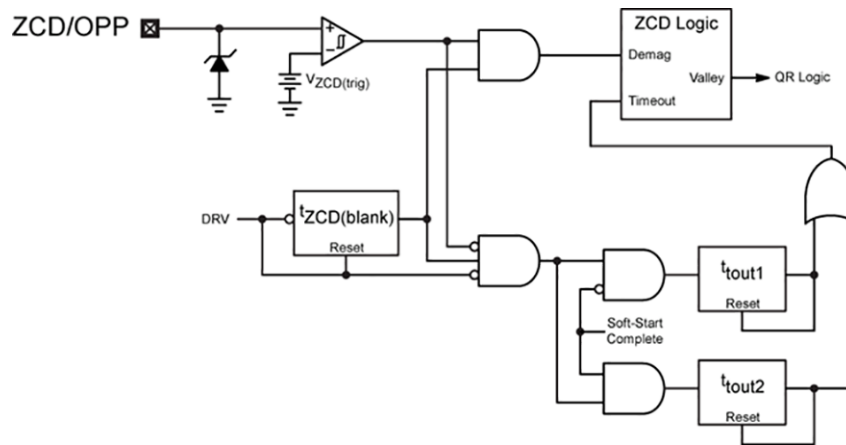 ZCD/OPP
+
–
VZCD(trig)
ZCD Logic
Demag
Valley
QR Logic
Timeout
DRV
tZCD(blank)
Reset
ttout1
Reset
Soft-Start
Complete
ttout2
Reset